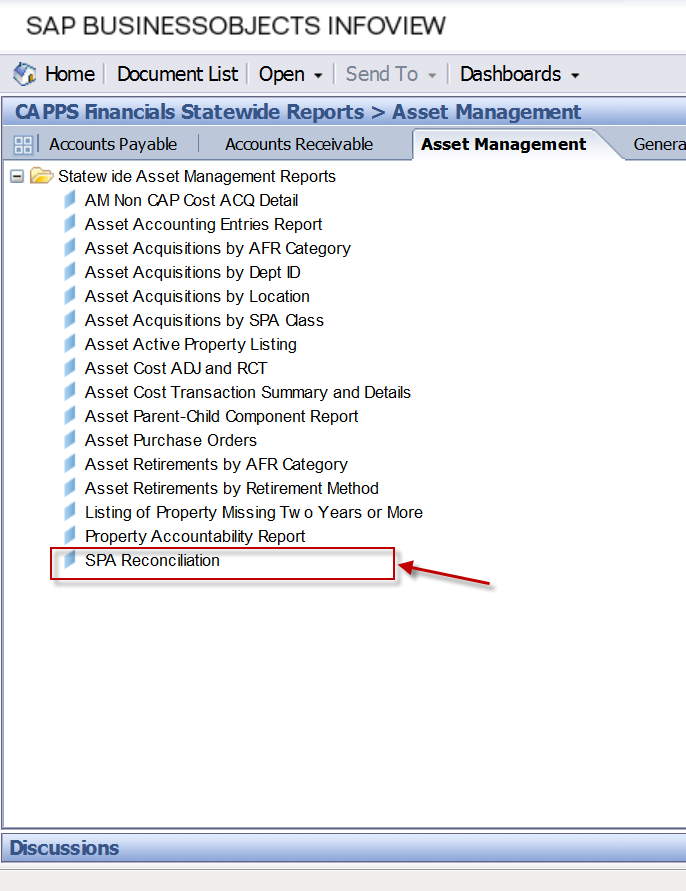 SAP BUSINESSOBJECTS INFOVIEW
Home Document List Open Send To Dashboards
CAPPS Financials Statewide Reports > Asset Management
Accounts Payable Accounts Receivable Asset Management Genera
Statewide Asset Management Reports
AM Non CAP Cost ACQ Detail
Asset Accounting Entries Report
Asset Acquisitions by AFR Category
Asset Acquisitions by Dept ID
Asset Acquisitions by Location
Asset Acquisitions by SPA Class
Asset Active Property Listing
Asset Cost ADJ and RCT
Asset Cost Transaction Summary and Details
Asset Parent-Child Component Report
Asset Purchase Orders
Asset Retirements by AFR Category
Asset Retirements by Retirement Method
Listing of Property Missing Two Years or More
Property Accountability Report
SPA Reconciliation
Discussions